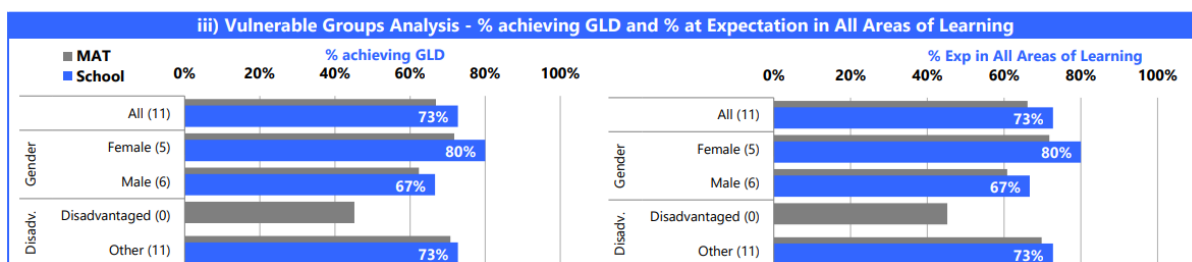 iii) Vulnerable Groups Analysis - % achieving GLD and % at Expectation in All Areas of Learning
MAT
School
% achieving GLD
0% 20% 40% 60% 80% 100%
All (11) 73%
Gender
Female (5) 80%
Male (6) 67%
Disadv.
Disadvantaged (0)
Other (11) 73%
% Exp in All Areas of Learning
0% 20% 40% 60% 80% 100%
All (11) 73%
Gender
Female (5) 80%
Male (6) 67%
Disadv.
Disadvantaged (0)
Other (11) 73%